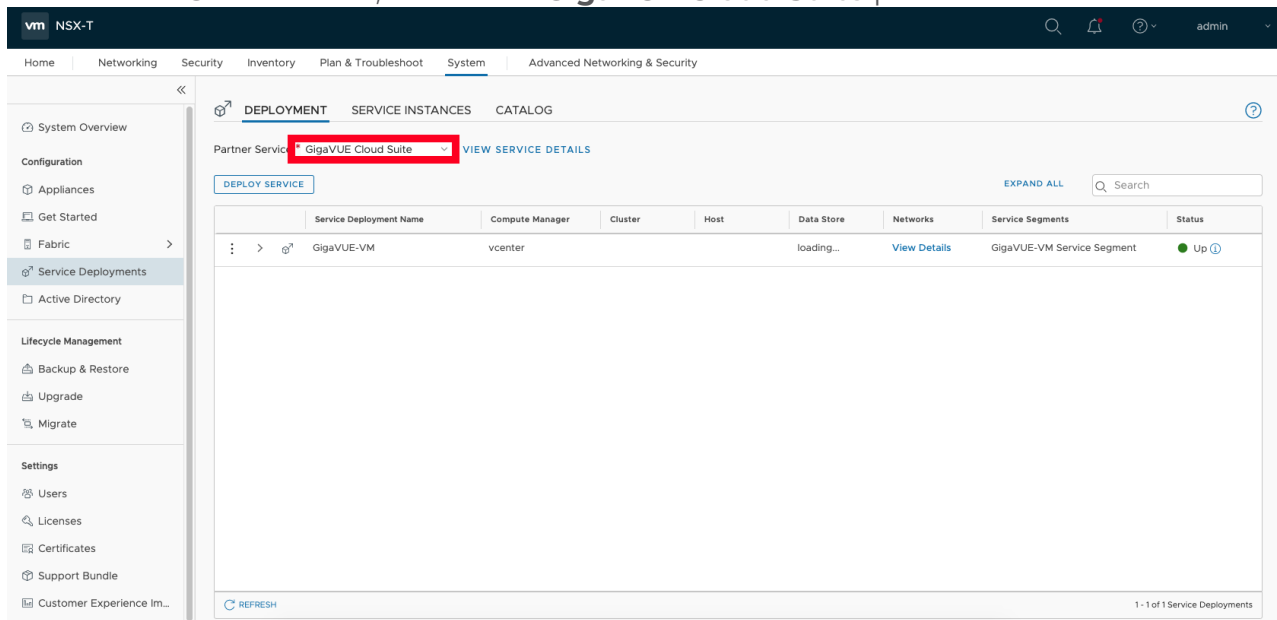 vm NSX-T
admin
Home Networking Security Inventory Plan & Troubleshoot System Advanced Networking & Security
DEPLOYMENT SERVICE INSTANCES CATALOG
System Overview
Partner Service * GigaVUE Cloud Suite VIEW SERVICE DETAILS
Configuration
Appliances
DEPLOY SERVICE EXPAND ALL Search
Get Started
Service Deployment Name Compute Manager Cluster Host Data Store Networks Service Segments Status
Fabric
GigaVUE-VM vcenter loading... View Details GigaVUE-VM Service Segment Up
Service Deployments
Active Directory
Lifecycle Management
Backup & Restore
Upgrade
Migrate
Settings
Users
Licenses
Certificates
Support Bundle
Customer Experience Im...
REFRESH 1 - 1 of 1 Service Deployments